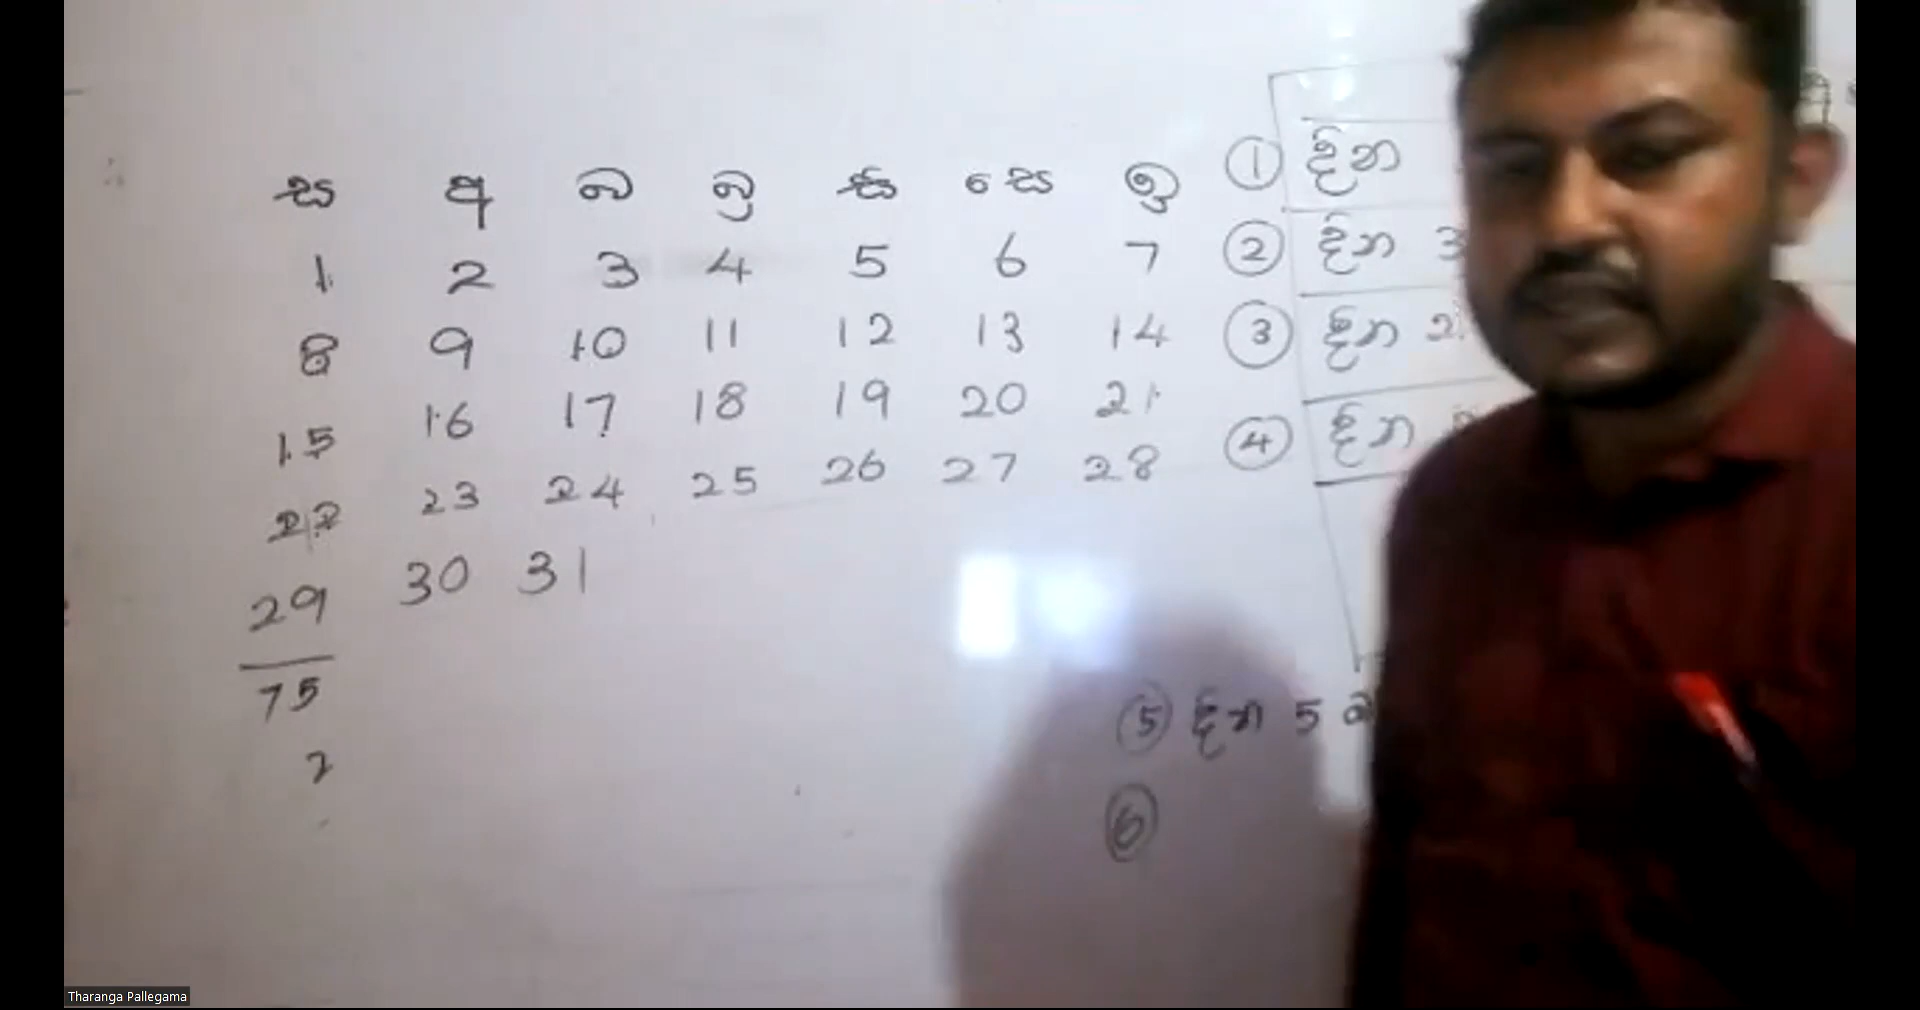 ස අ බ බ්‍ර ස සෙ ඉ
1 2 3 4 5 6 7
8 9 10 11 12 13 14
15 16 17 18 19 20 21
22 23 24 25 26 27 28
29 30 31
75
2
① දින
② දින 3
③ දින 2
④ දින
⑤ දින 5
⑥
Tharanga Pallegama